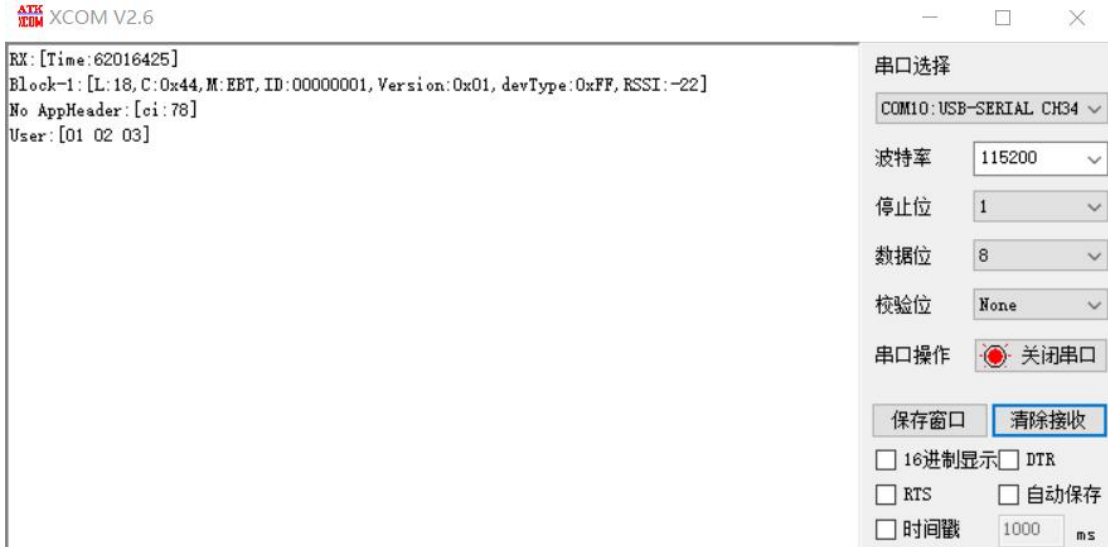 ATK XCOM XCOM V2.6
RX:[Time:62016425]
Block-1:[L:18,C:0x44,M:EBT,ID:00000001,Version:0x01,devType:0xFF,RSSI:-22]
No AppHeader:[ci:78]
User:[01 02 03]
串口选择
COM10:USB-SERIAL CH34
波特率 115200
停止位 1
数据位 8
校验位 None
串口操作 关闭串口
保存窗口 清除接收
16进制显示 DTR
RTS 自动保存
时间戳 1000 ms